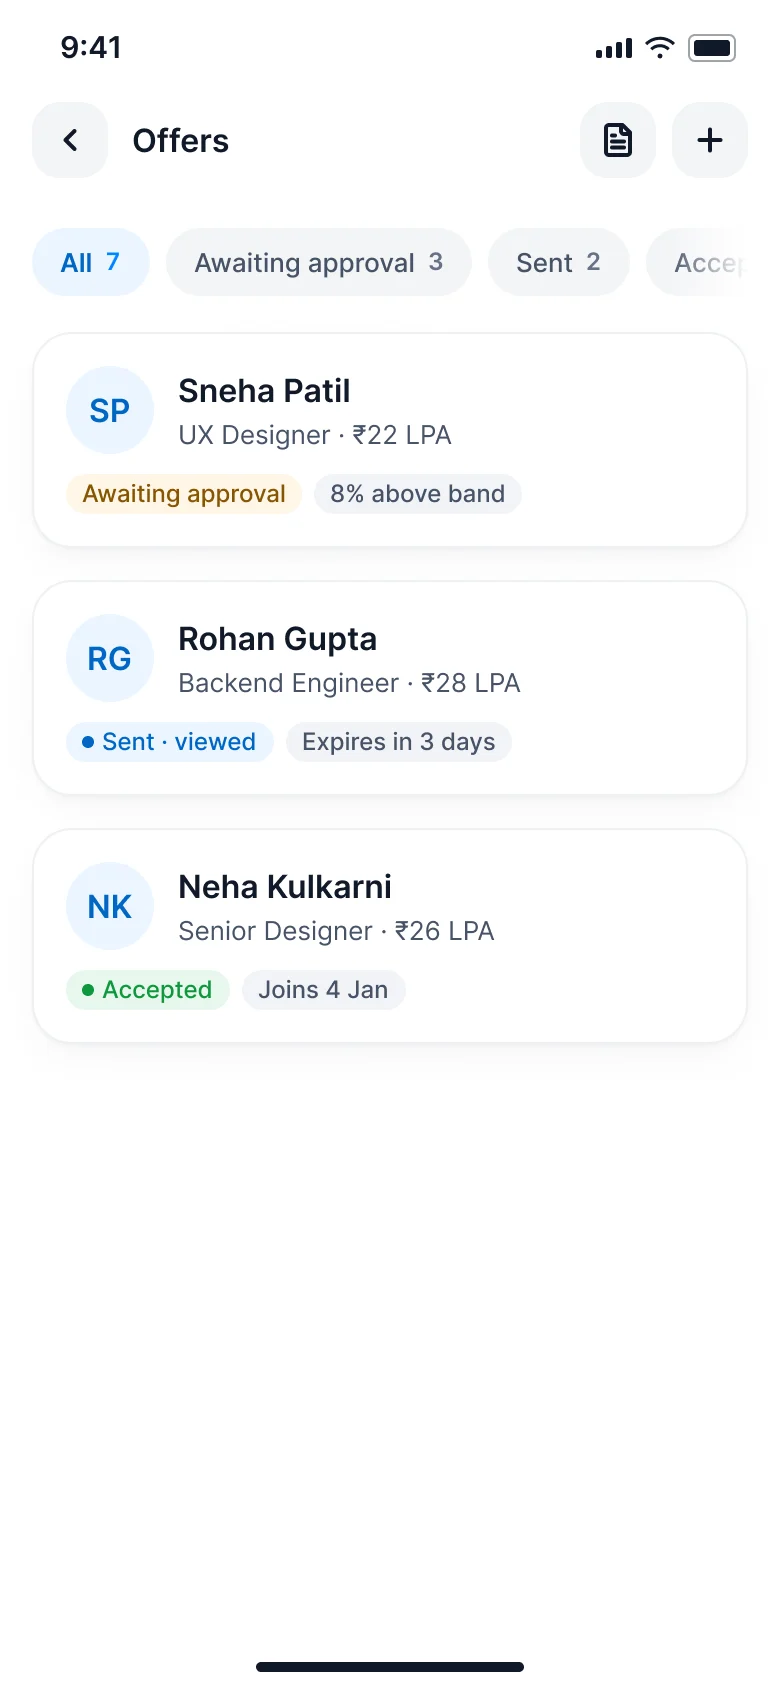 9:41
Offers
All 7 Awaiting approval 3 Sent 2
SP
Sneha Patil
UX Designer · ₹22 LPA
Awaiting approval 8% above band
RG
Rohan Gupta
Backend Engineer · ₹28 LPA
Sent · viewed Expires in 3 days
NK
Neha Kulkarni
Senior Designer · ₹26 LPA
Accepted Joins 4 Jan